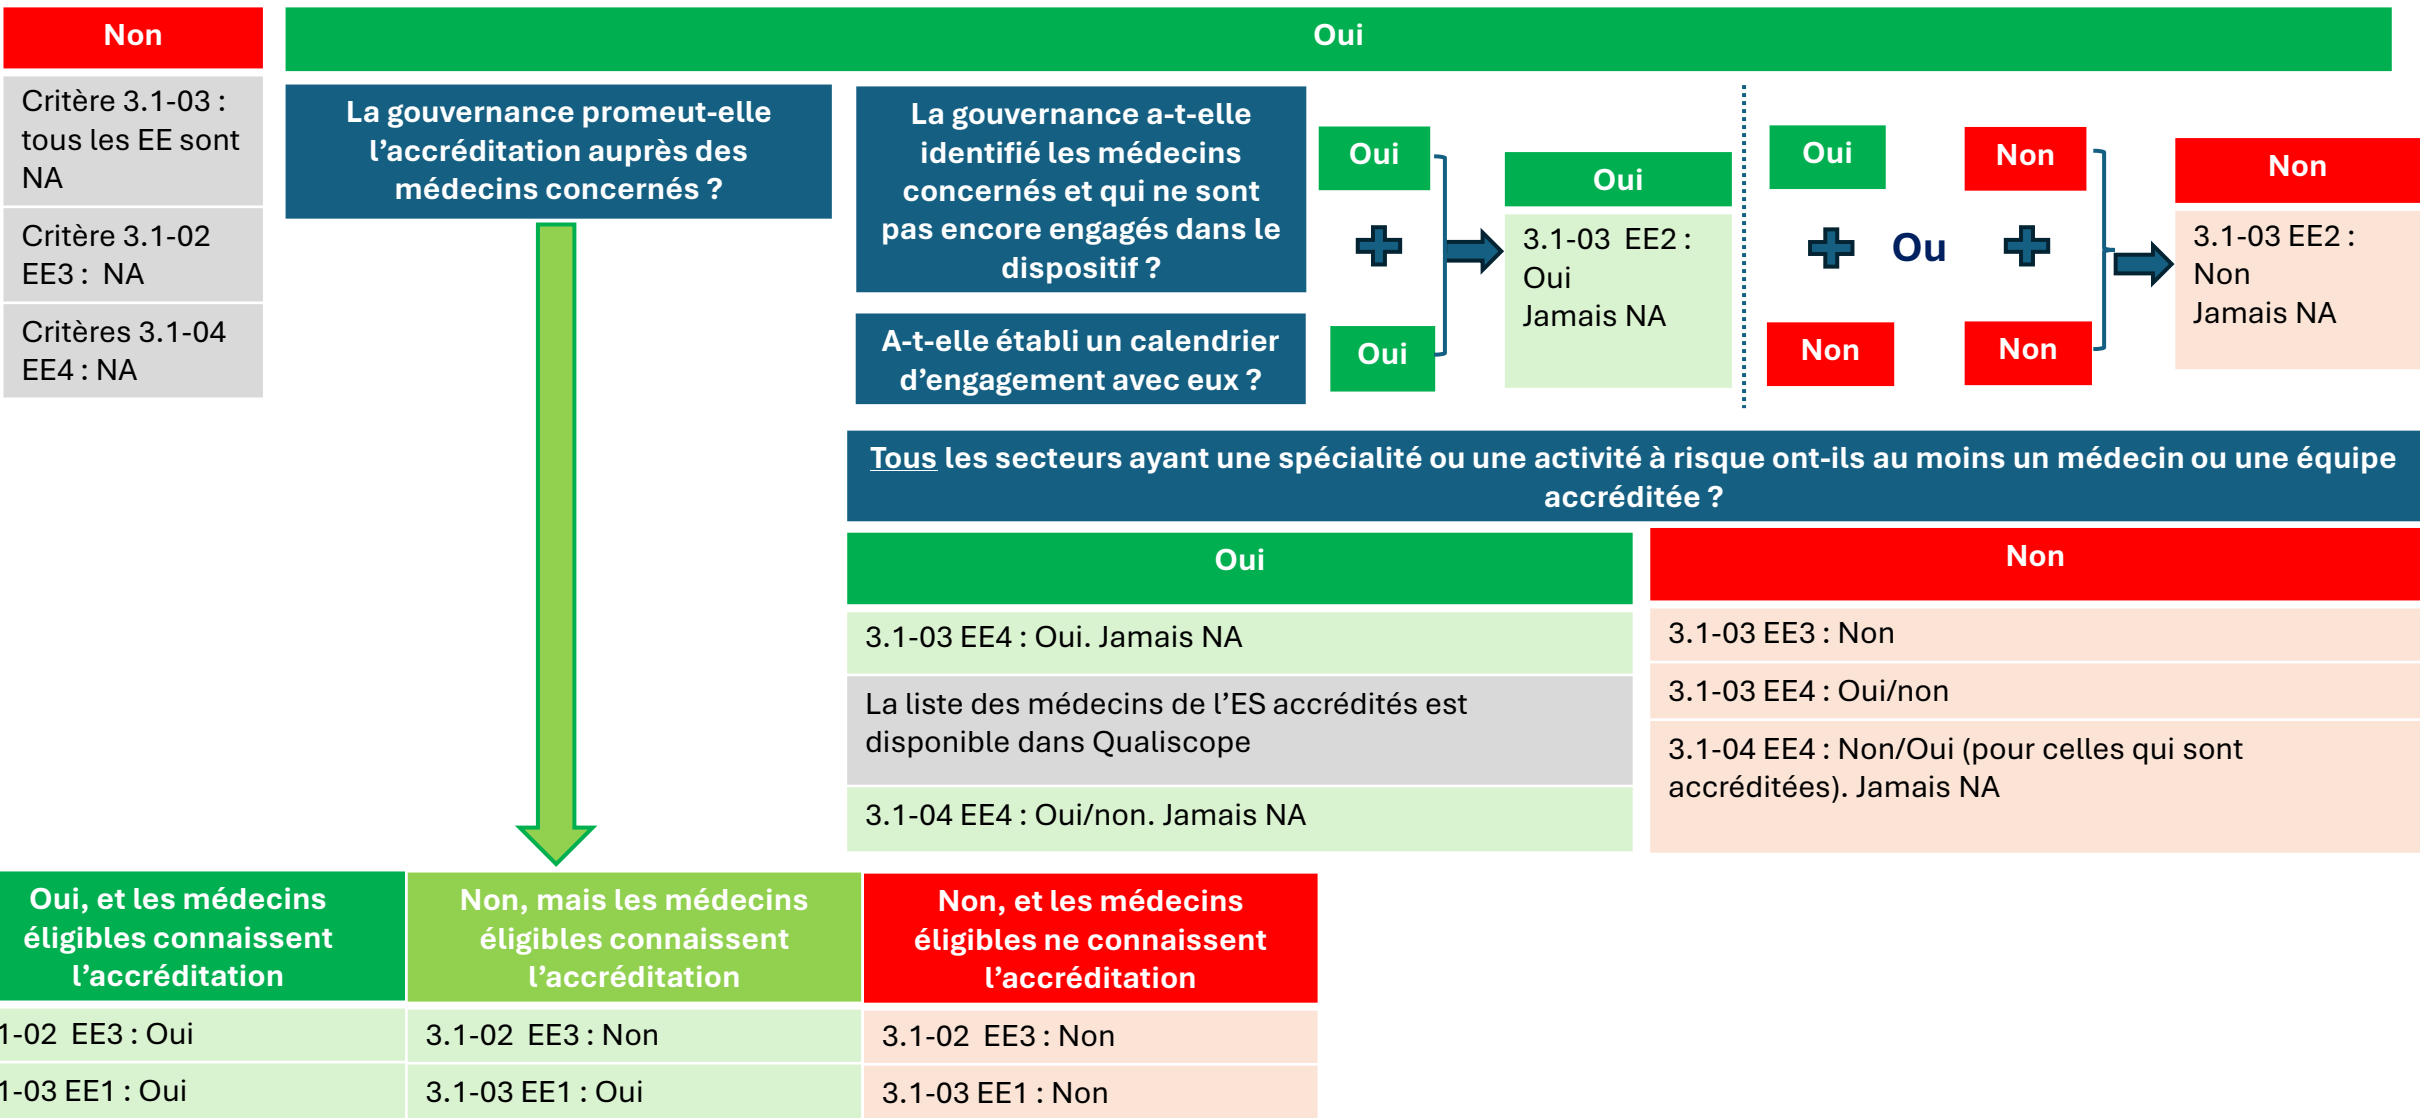 Non
Oui
Critère 3.1-03 :
tous les EE sont
NA
Critère 3.1-02
EE3 : NA
Critères 3.1-04
EE4 : NA
La gouvernance promeut-elle
l’accréditation auprès des
médecins concernés ?
La gouvernance a-t-elle
identifié les médecins
concernés et qui ne sont
pas encore engagés dans le
dispositif ?
A-t-elle établi un calendrier
d’engagement avec eux ?
Oui
Oui
Oui
3.1-03 EE2 :
Oui
Jamais NA
Oui
Non
Ou
Non
Non
Non
3.1-03 EE2 :
Non
Jamais NA
Tous les secteurs ayant une spécialité ou une activité à risque ont-ils au moins un médecin ou une équipe
accréditée ?
Oui
3.1-03 EE4 : Oui. Jamais NA
La liste des médecins de l’ES accrédités est
disponible dans Qualiscope
3.1-04 EE4 : Oui/non. Jamais NA
Non
3.1-03 EE3 : Non
3.1-03 EE4 : Oui/non
3.1-04 EE4 : Non/Oui (pour celles qui sont
accréditées). Jamais NA
Oui, et les médecins
éligibles connaissent
l’accréditation
1-02 EE3 : Oui
1-03 EE1 : Oui
Non, mais les médecins
éligibles connaissent
l’accréditation
3.1-02 EE3 : Non
3.1-03 EE1 : Oui
Non, et les médecins
éligibles ne connaissent
l’accréditation
3.1-02 EE3 : Non
3.1-03 EE1 : Non